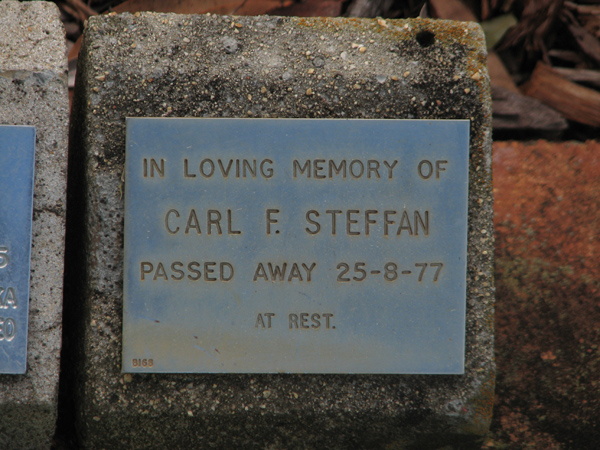 IN LOVING MEMORY OF
CARL F. STEFFAN
PASSED AWAY 25-8-77
AT REST.